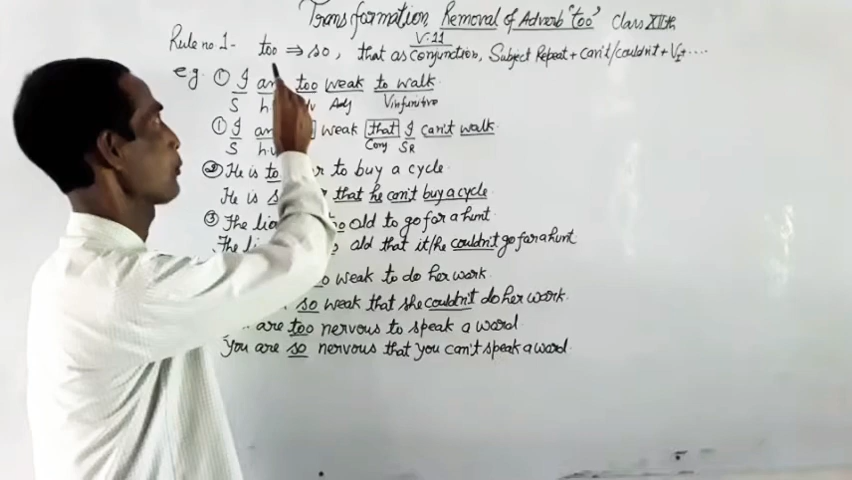 Transformation Removal of Adverb "too" Class XIIth
V.11
Rule no 1- too ⇒ so, that as conjunction, Subject Repeat + can't/couldn't + V1+....
eg. ① I am too weak to walk.
S h. Adj V infinitive
① I am weak that I can't walk
S h.v Conj SR
② He is to to buy a cycle.
He is that he can't buy a cycle
③ The old to go for a hunt
The old that it/he couldn't go for a hunt
weak to do her work.
so weak that she couldn't do her work.
are too nervous to speak a word.
You are so nervous that you can't speak a word.